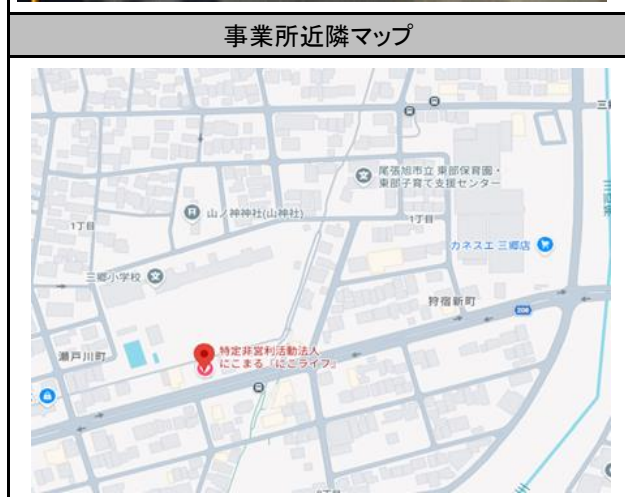 事業所近隣マップ
尾張旭市立 東部保育園・
東部子育て支援センター
山ノ神神社(山神社)
1丁目
1丁目
カネスエ 三郷店
三郷小学校
狩宿新町
208
瀬戸川町
特定非営利活動法人
にこまる『にこライフ』